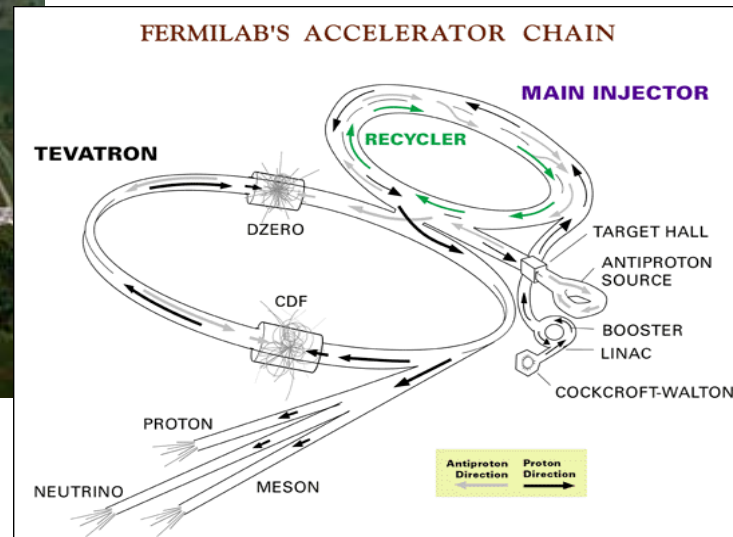 FERMILAB'S ACCELERATOR CHAIN
MAIN INJECTOR
RECYCLER
TEVATRON
DZERO
TARGET HALL
ANTIPROTON
SOURCE
CDF
BOOSTER
LINAC
COCKCROFT-WALTON
PROTON
NEUTRINO
MESON
Antiproton Proton
Direction Direction